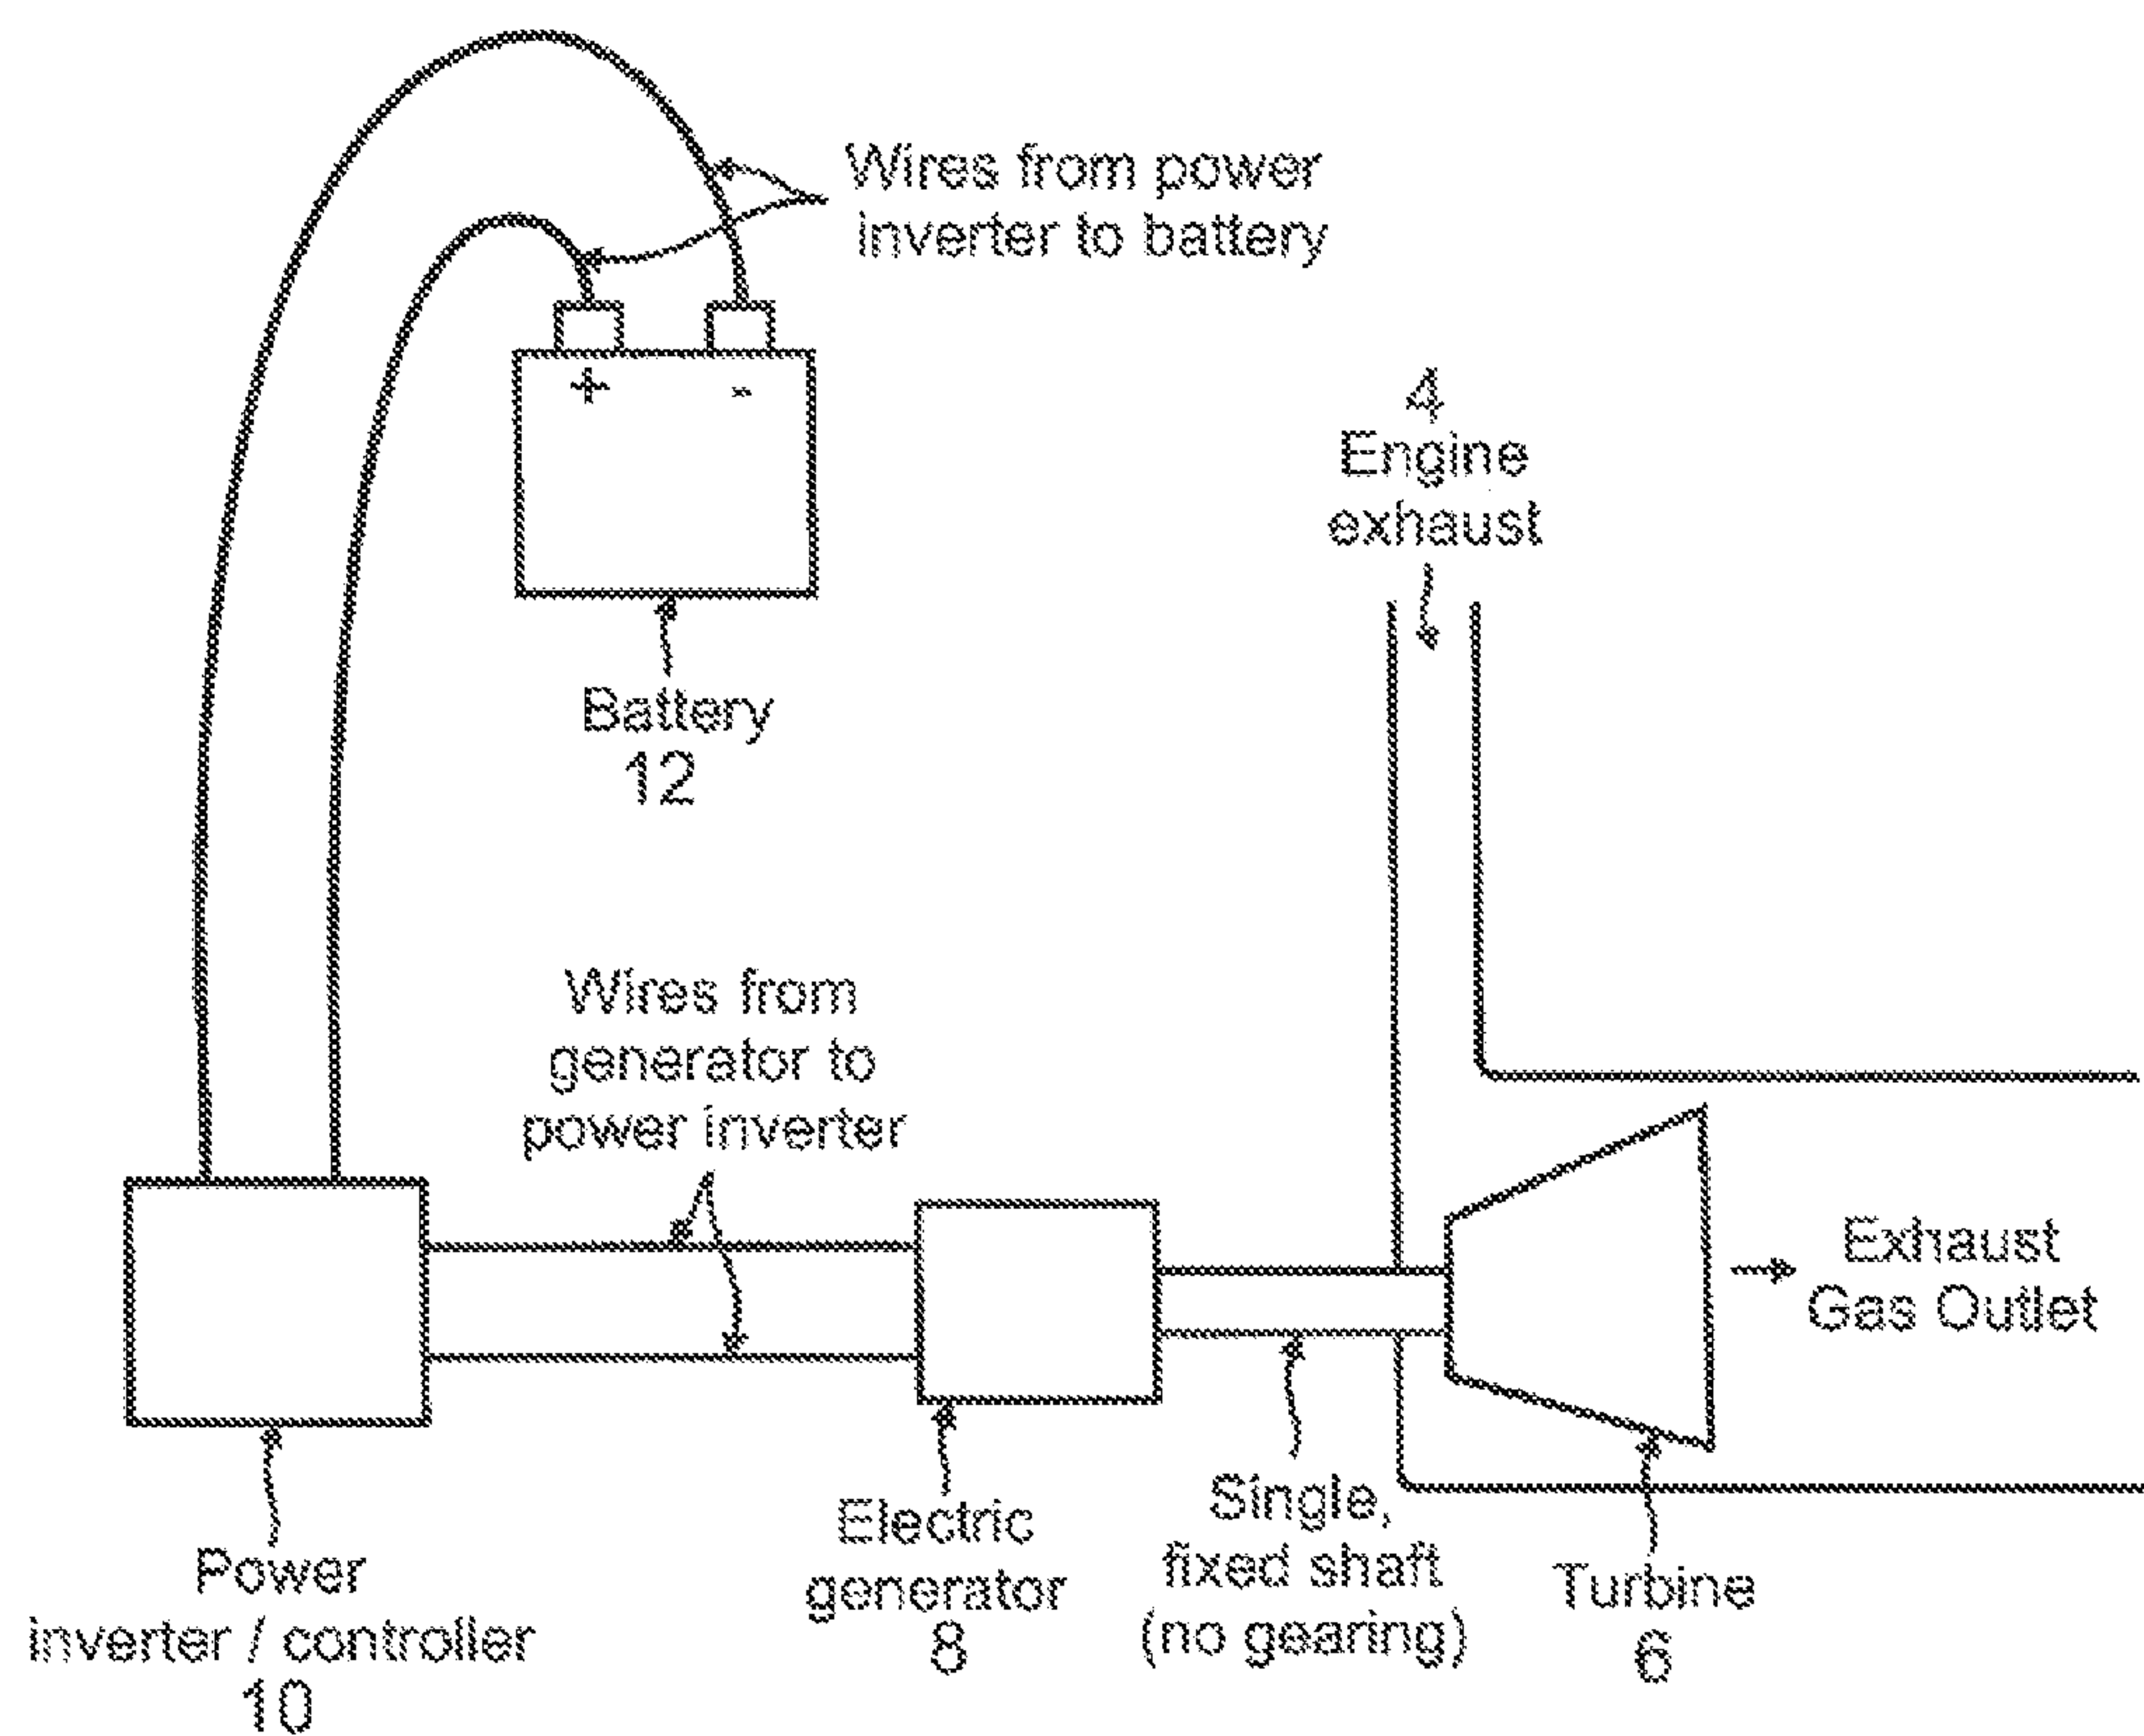 Wires from power
inverter to battery
+ -
4
Engine
exhaust
Battery
12
Wires from
generator to
power inverter
Exhaust
Gas Outlet
Power
inverter / controller
10
Electric
generator
8
Single,
fixed shaft
(no gearing)
Turbine
6